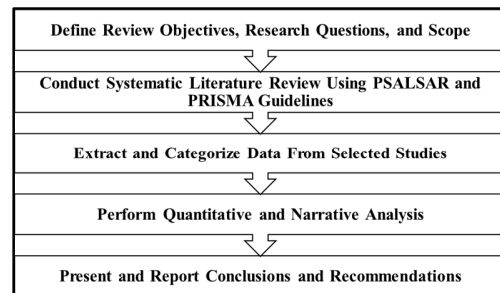 Define Review Objectives, Research Questions, and Scope
Conduct Systematic Literature Review Using PSALSAR and
PRISMA Guidelines
Extract and Categorize Data From Selected Studies
Perform Quantitative and Narrative Analysis
Present and Report Conclusions and Recommendations